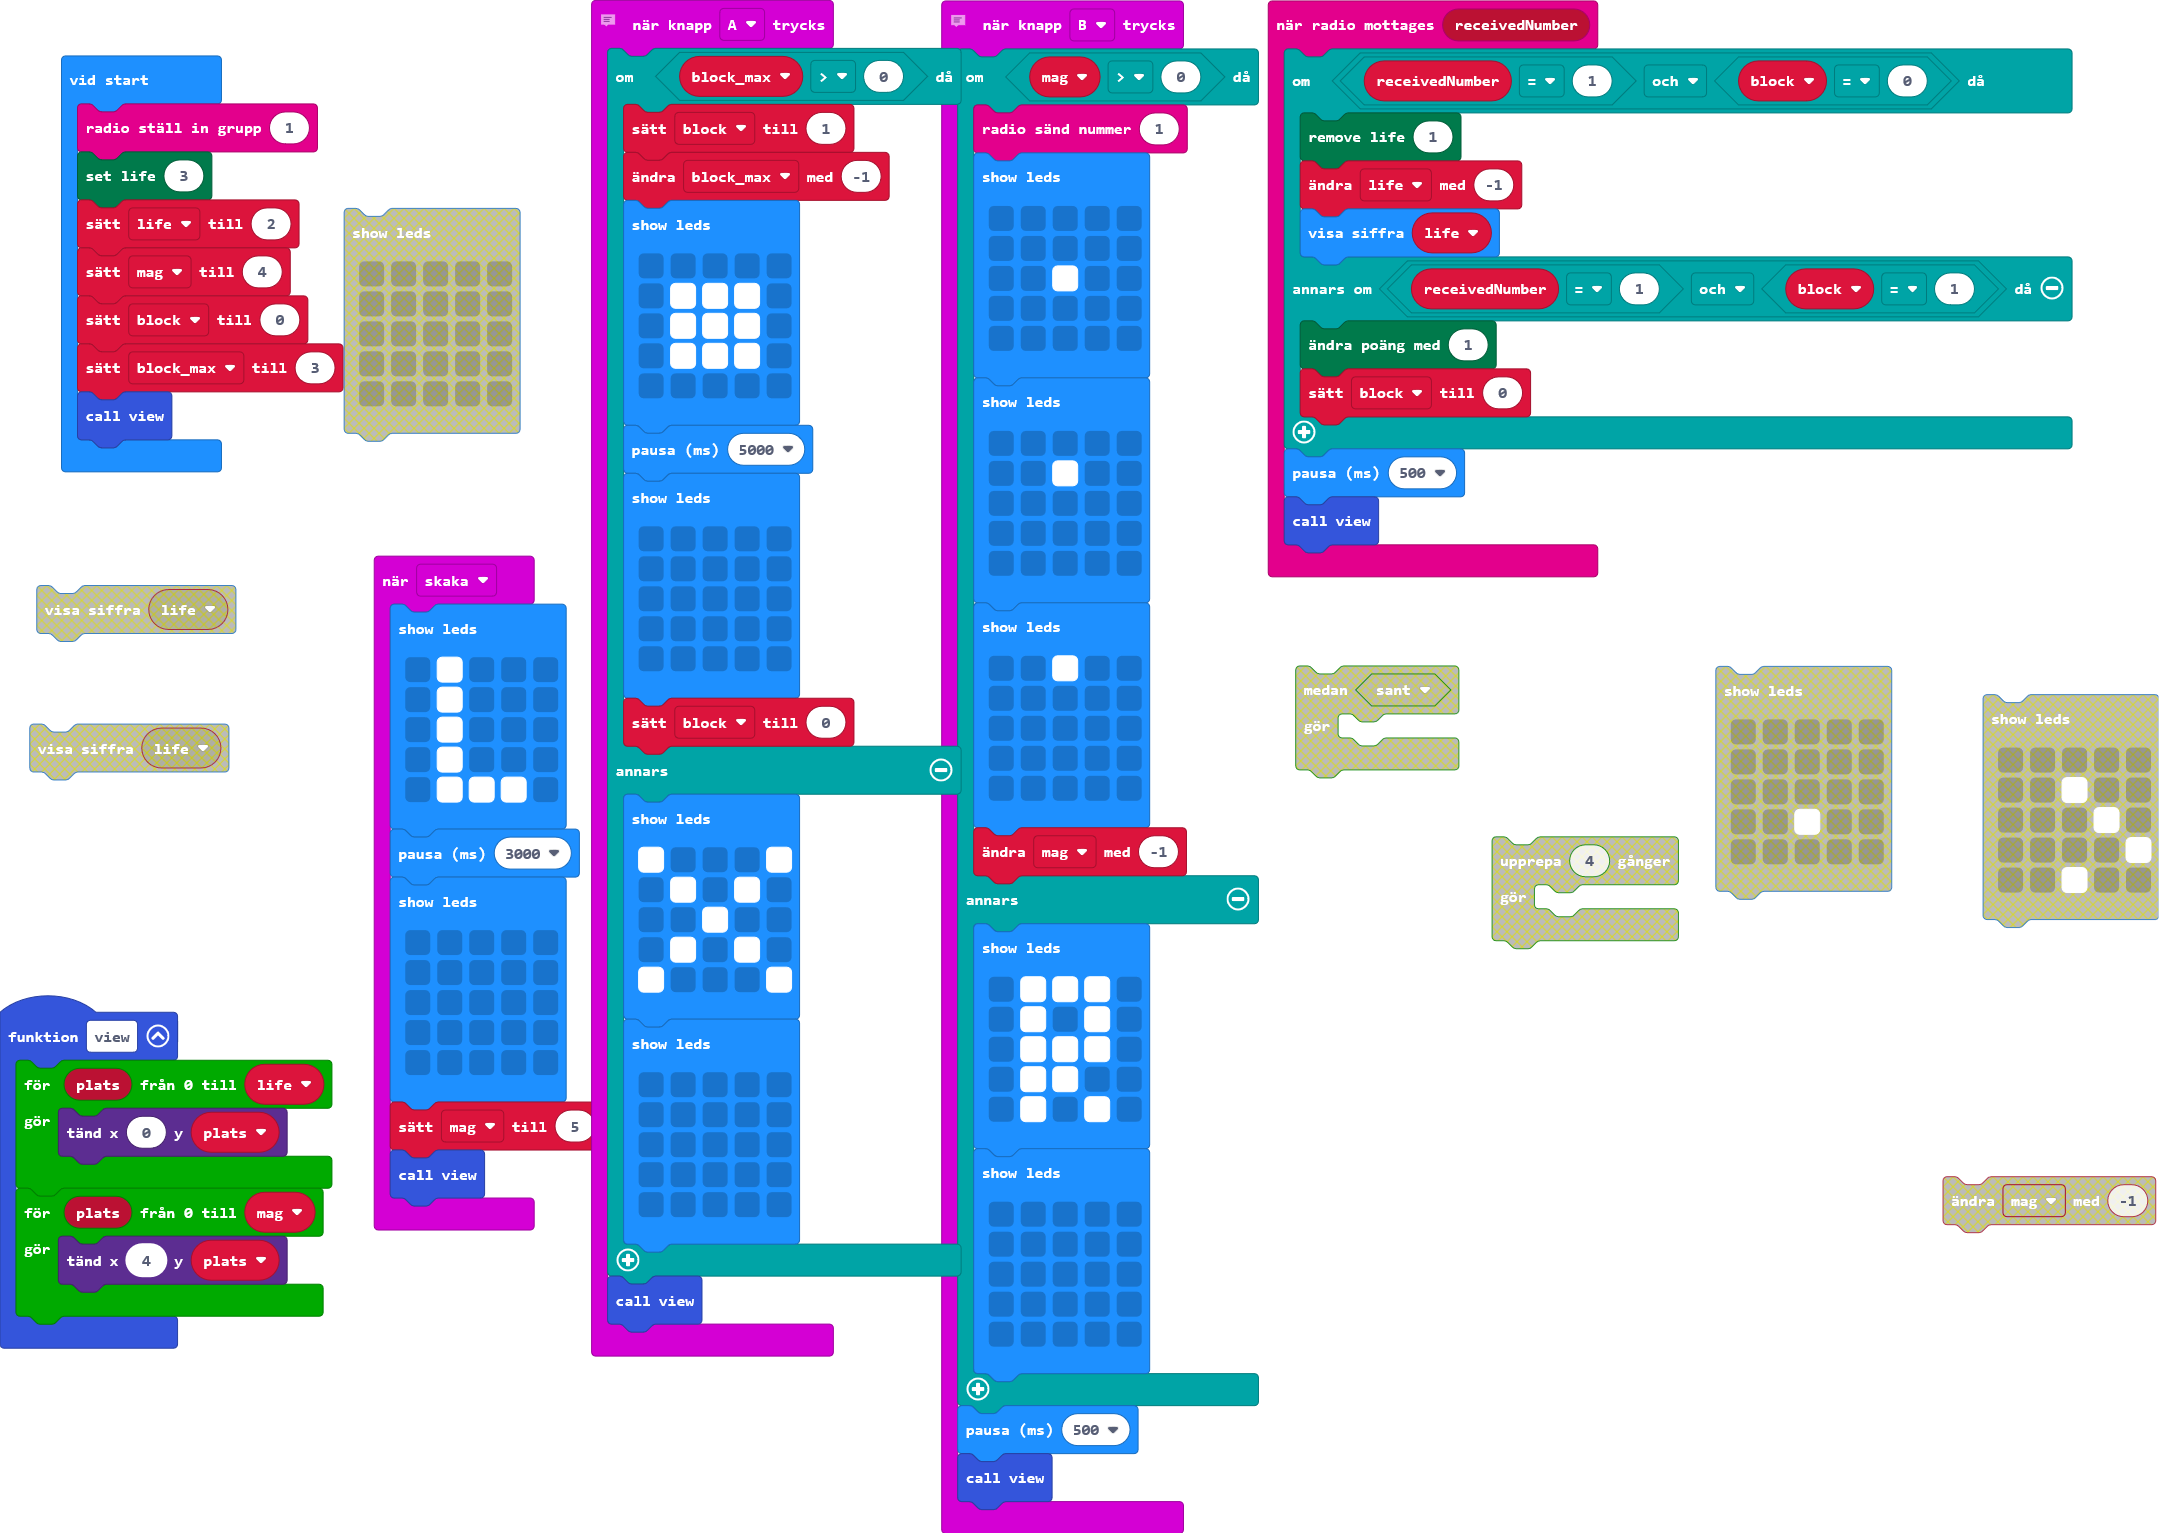 vid start
radio ställ in grupp 1
set life 3
sätt life till 2
sätt mag till 4
sätt block till 0
sätt block_max till 3
call view
show leds
visa siffra life
visa siffra life
funktion view
för plats från 0 till life
gör tänd x 0 y plats
för plats från 0 till mag
gör tänd x 4 y plats
när skaka
show leds
pausa (ms) 3000
show leds
sätt mag till 5
call view
när knapp A trycks
om block_max > 0 då
sätt block till 1
ändra block_max med -1
show leds
pausa (ms) 5000
show leds
sätt block till 0
annars
show leds
show leds
call view
när knapp B trycks
om mag > 0 då
radio sänd nummer 1
show leds
show leds
show leds
ändra mag med -1
annars
show leds
show leds
pausa (ms) 500
call view
när radio mottages receivedNumber
om receivedNumber = 1 och block = 0 då
remove life 1
ändra life med -1
visa siffra life
annars om receivedNumber = 1 och block = 1 då
ändra poäng med 1
sätt block till 0
pausa (ms) 500
call view
medan sant
gör
upprepa 4 gånger
gör
show leds
show leds
ändra mag med -1